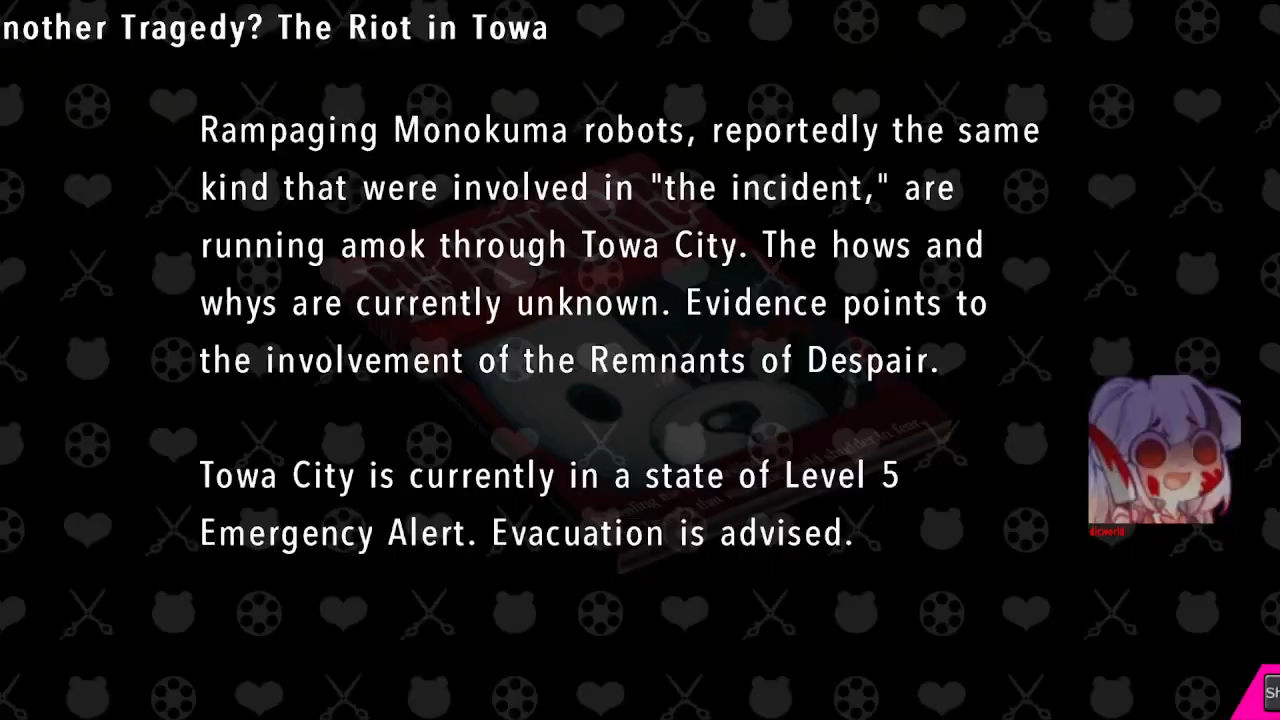 nother Tragedy? The Riot in Towa
Rampaging Monokuma robots, reportedly the same
kind that were involved in "the incident," are
running amok through Towa City. The hows and
whys are currently unknown. Evidence points to
the involvement of the Remnants of Despair.
Towa City is currently in a state of Level 5
Emergency Alert. Evacuation is advised.
Sh